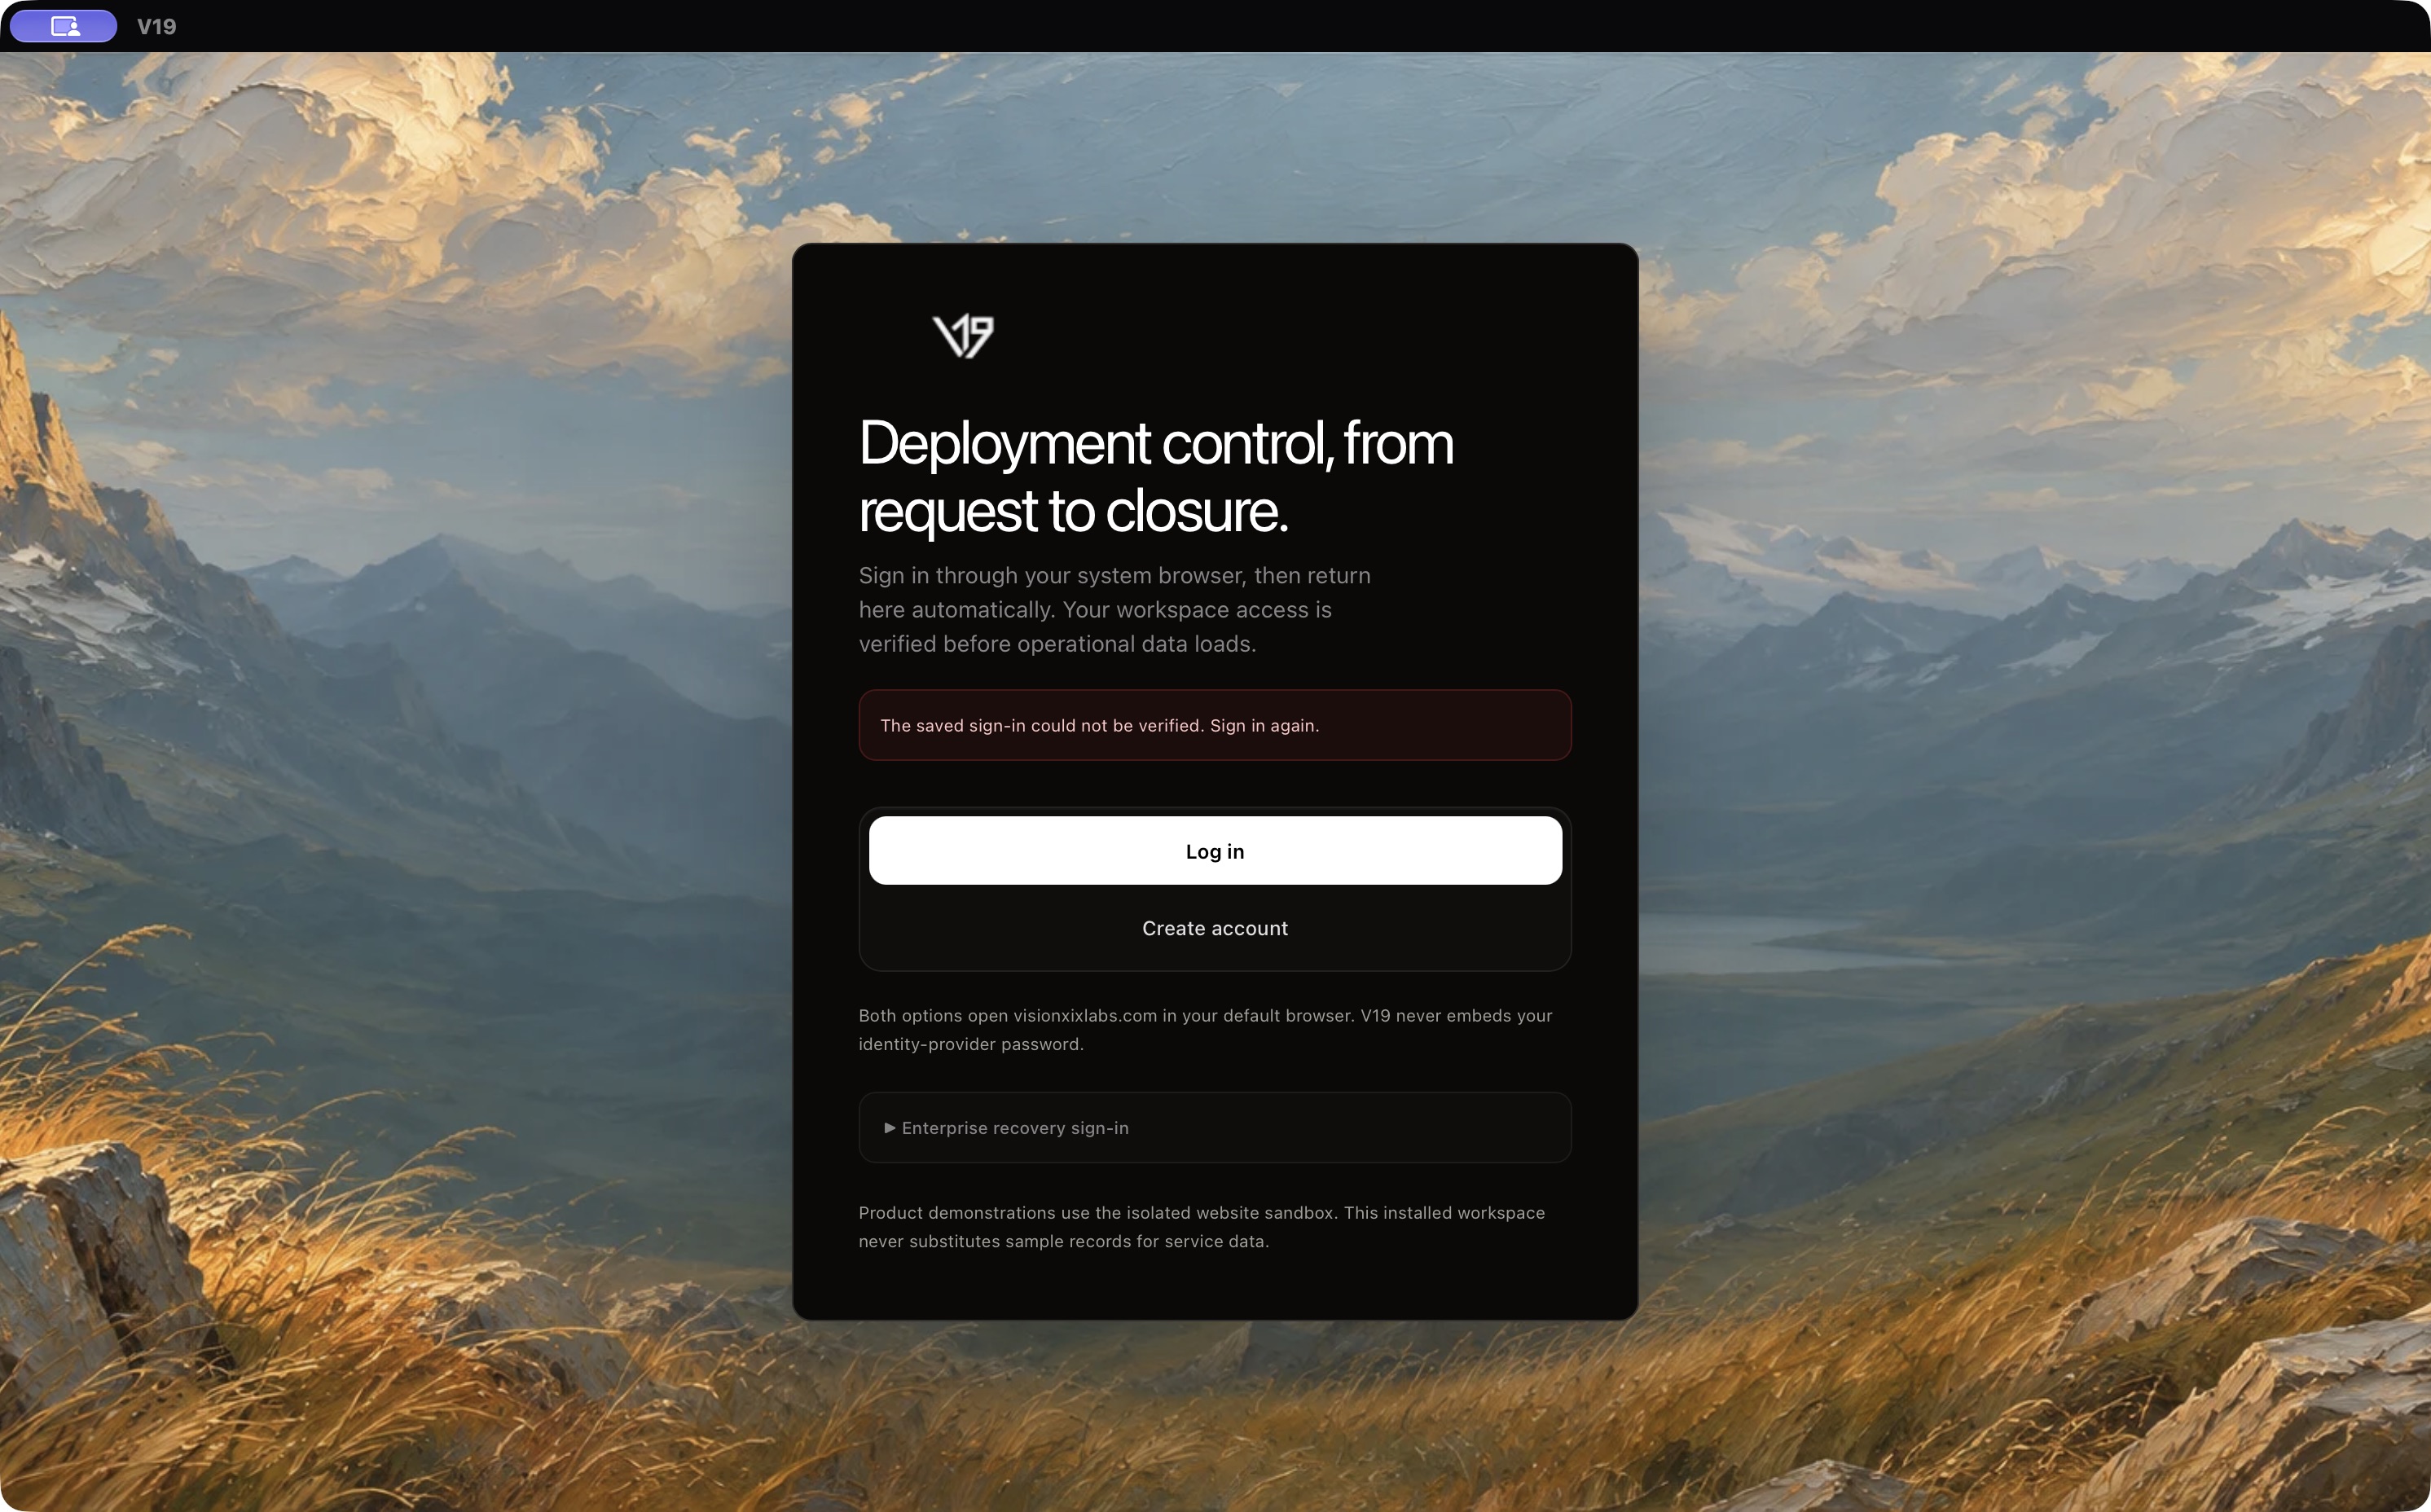 V19
V19
Deployment control, from
request to closure.
Sign in through your system browser, then return
here automatically. Your workspace access is
verified before operational data loads.
The saved sign-in could not be verified. Sign in again.
Log in
Create account
Both options open visionxixlabs.com in your default browser. V19 never embeds your
identity-provider password.
Enterprise recovery sign-in
Product demonstrations use the isolated website sandbox. This installed workspace
never substitutes sample records for service data.